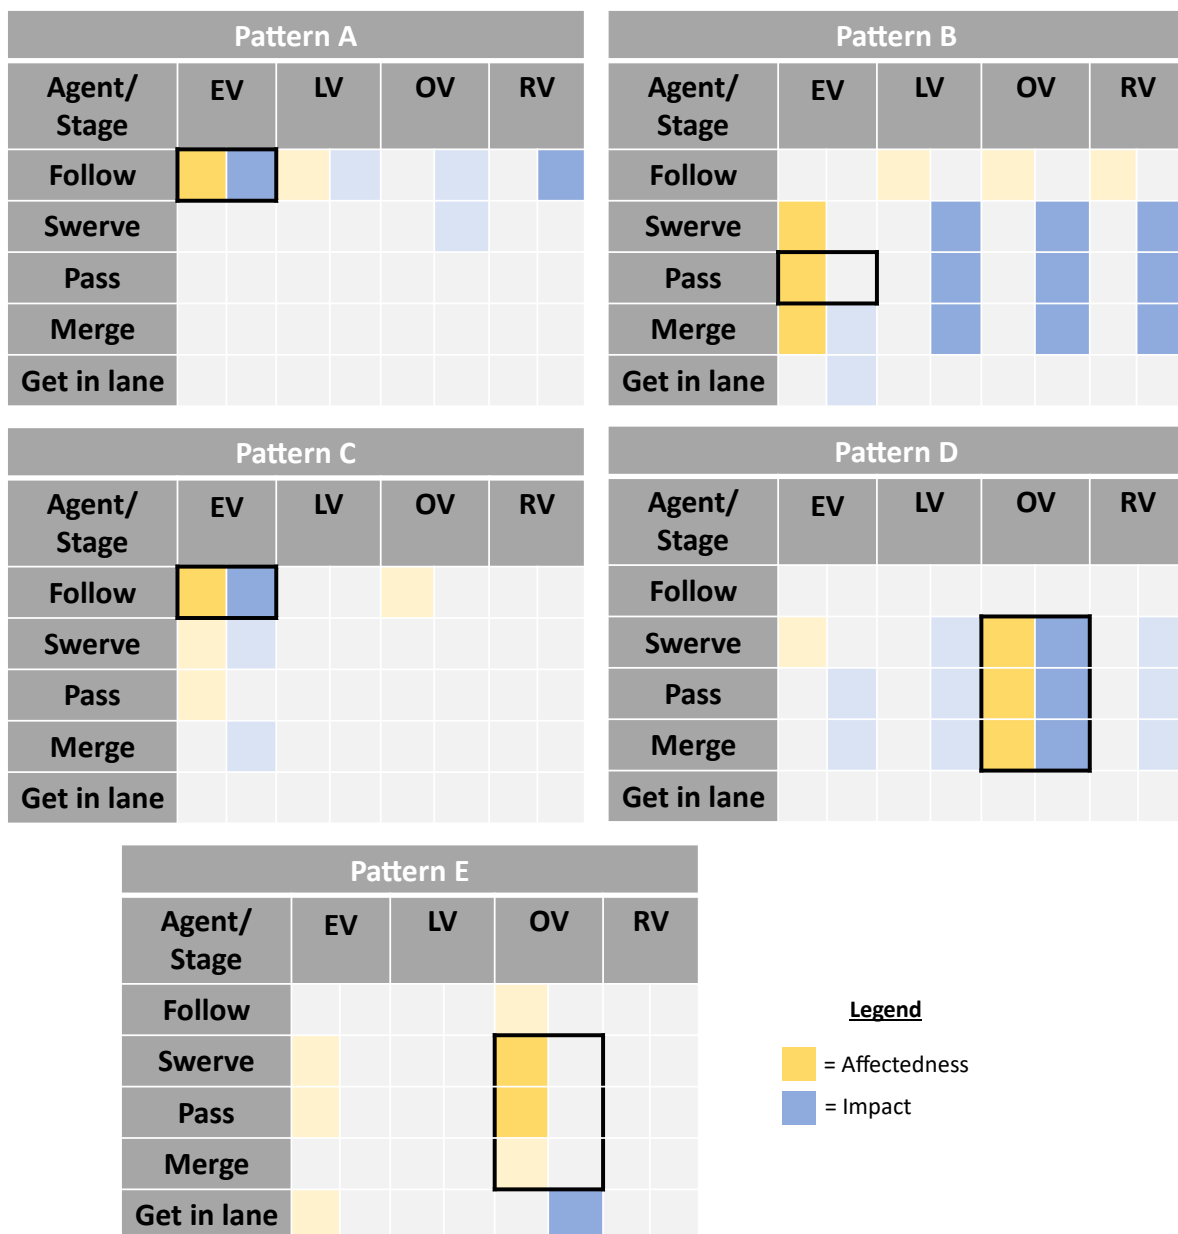 Pattern A
Agent/ EV LV OV RV
Stage
Follow
Swerve
Pass
Merge
Get in lane
Pattern B
Agent/ EV LV OV RV
Stage
Follow
Swerve
Pass
Merge
Get in lane
Pattern C
Agent/ EV LV OV RV
Stage
Follow
Swerve
Pass
Merge
Get in lane
Pattern D
Agent/ EV LV OV RV
Stage
Follow
Swerve
Pass
Merge
Get in lane
Pattern E
Agent/ EV LV OV RV
Stage
Follow
Swerve
Pass
Merge
Get in lane
Legend
= Affectedness
= Impact